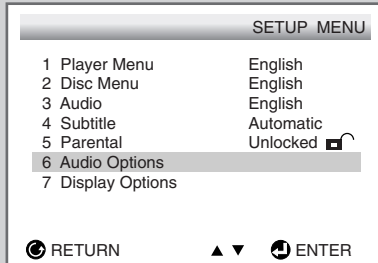 SETUP MENU
1 Player Menu English
2 Disc Menu English
3 Audio English
4 Subtitle Automatic
5 Parental Unlocked
6 Audio Options
7 Display Options
RETURN ▲ ▼ ENTER